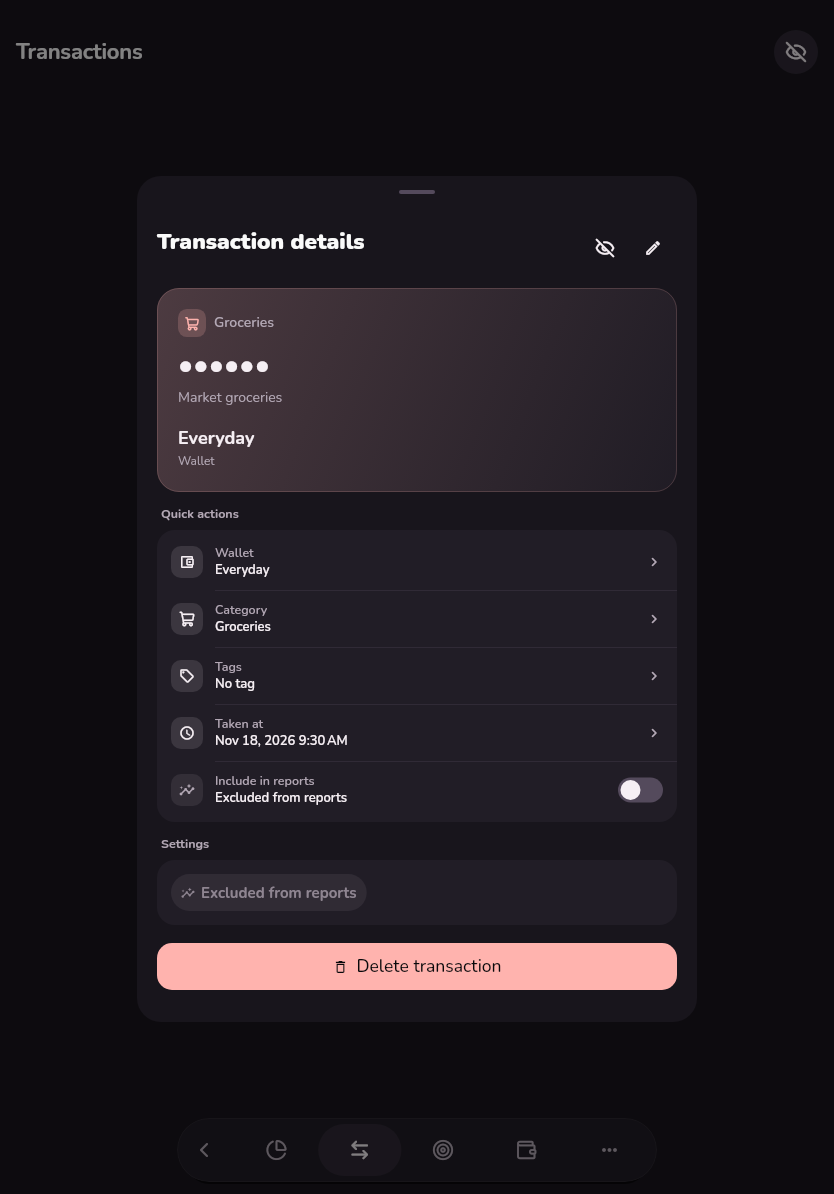 Transactions
Transaction details
Groceries
●●●●●●
Market groceries
Everyday
Wallet
Quick actions
Wallet
Everyday
Category
Groceries
Tags
No tag
Taken at
Nov 18, 2026 9:30 AM
Include in reports
Excluded from reports
Settings
Excluded from reports
Delete transaction